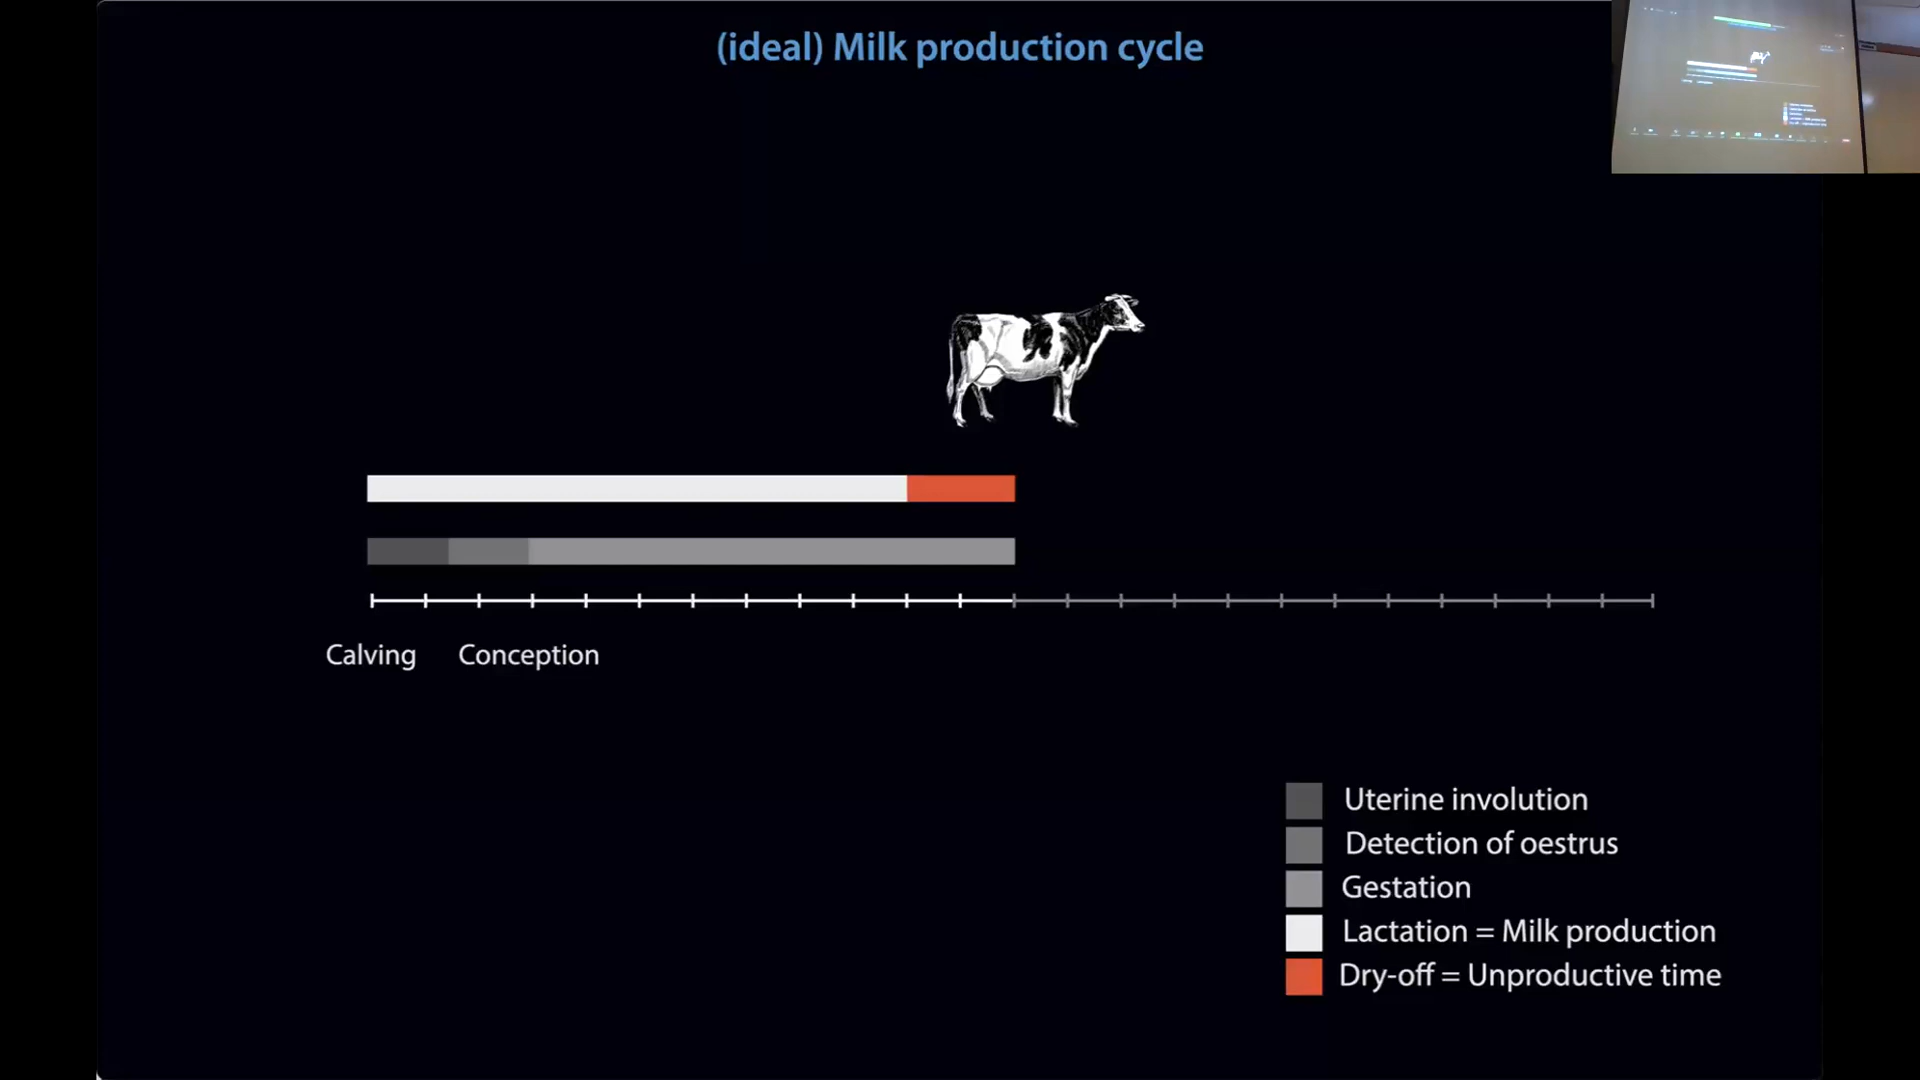 (ideal) Milk production cycle
Calving
Conception
Uterine involution
Detection of oestrus
Gestation
Lactation = Milk production
Dry-off = Unproductive time